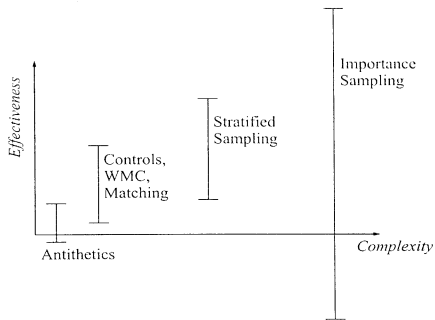 Importance
Sampling
Effectiveness
Stratified
Sampling
Controls,
WMC,
Matching
Complexity
Antithetics